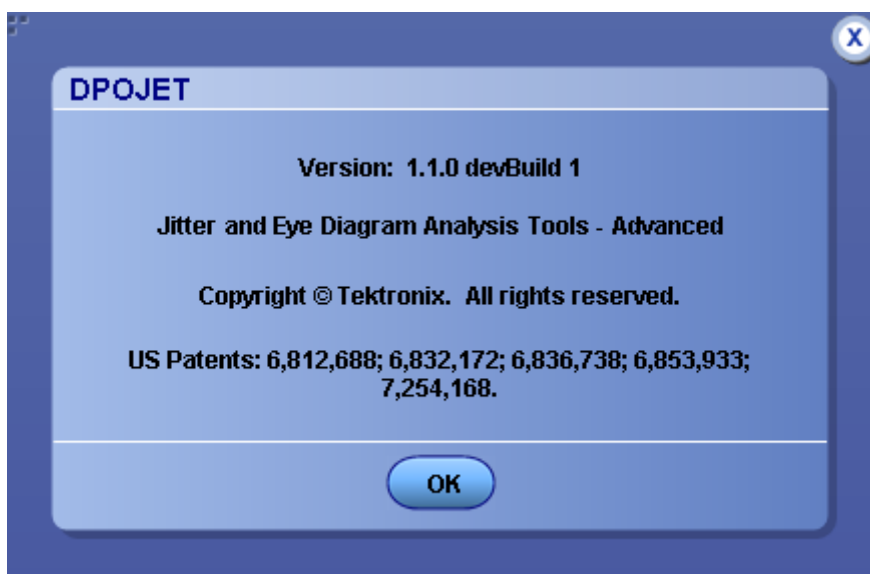 X
DPOJET
Version: 1.1.0 devBuild 1
Jitter and Eye Diagram Analysis Tools - Advanced
Copyright © Tektronix. All rights reserved.
US Patents: 6,812,688; 6,832,172; 6,836,738; 6,853,933;
7,254,168.
OK